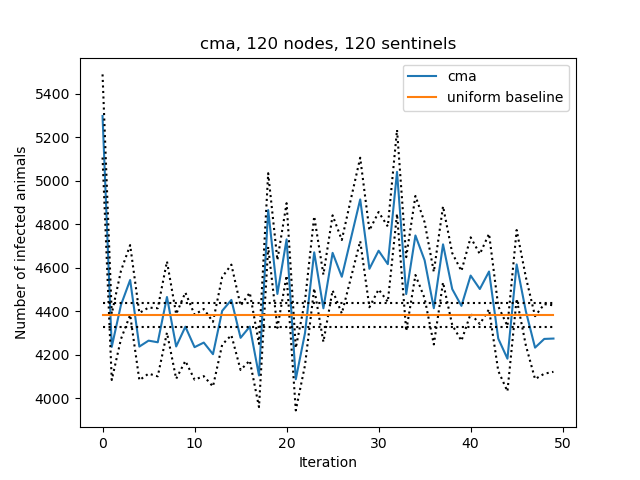 cma, 120 nodes, 120 sentinels
cma
uniform baseline
Number of infected animals
5400
5200
5000
4800
4600
4400
4200
4000
0
10
20
30
40
50
Iteration